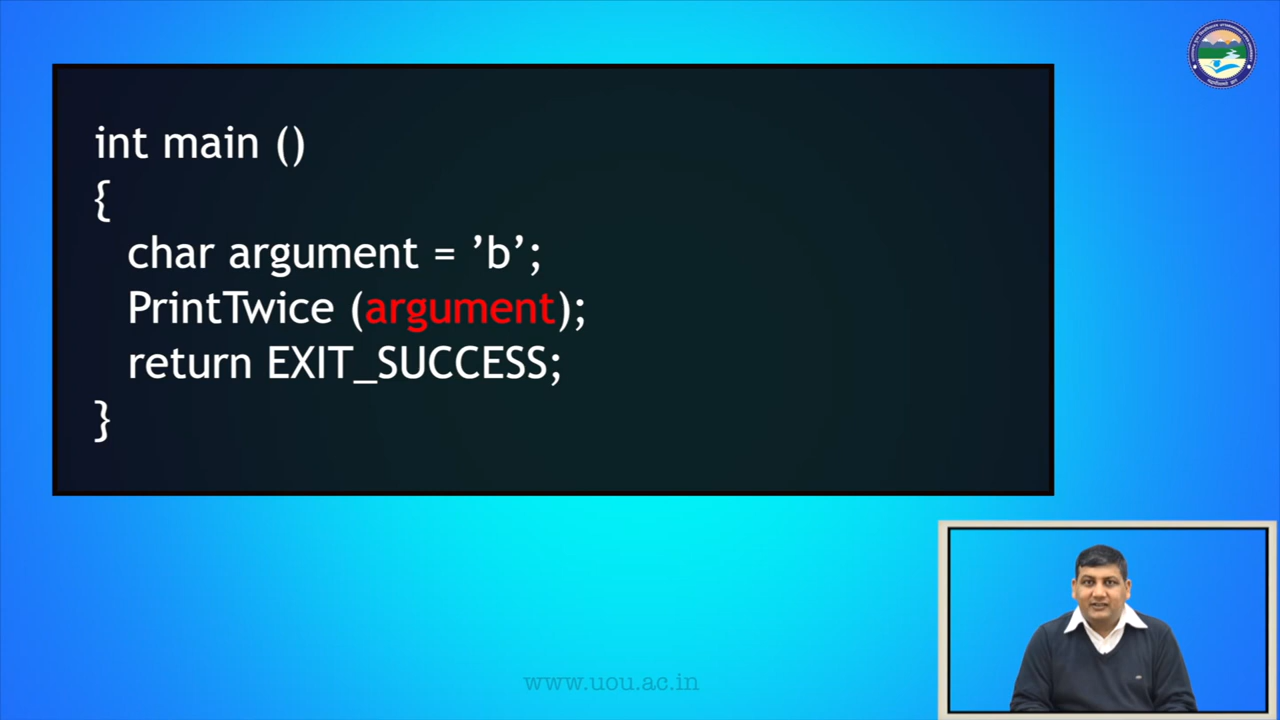 int main ()
{
char argument = ’b’;
PrintTwice (argument);
return EXIT_SUCCESS;
}
www.uou.ac.in